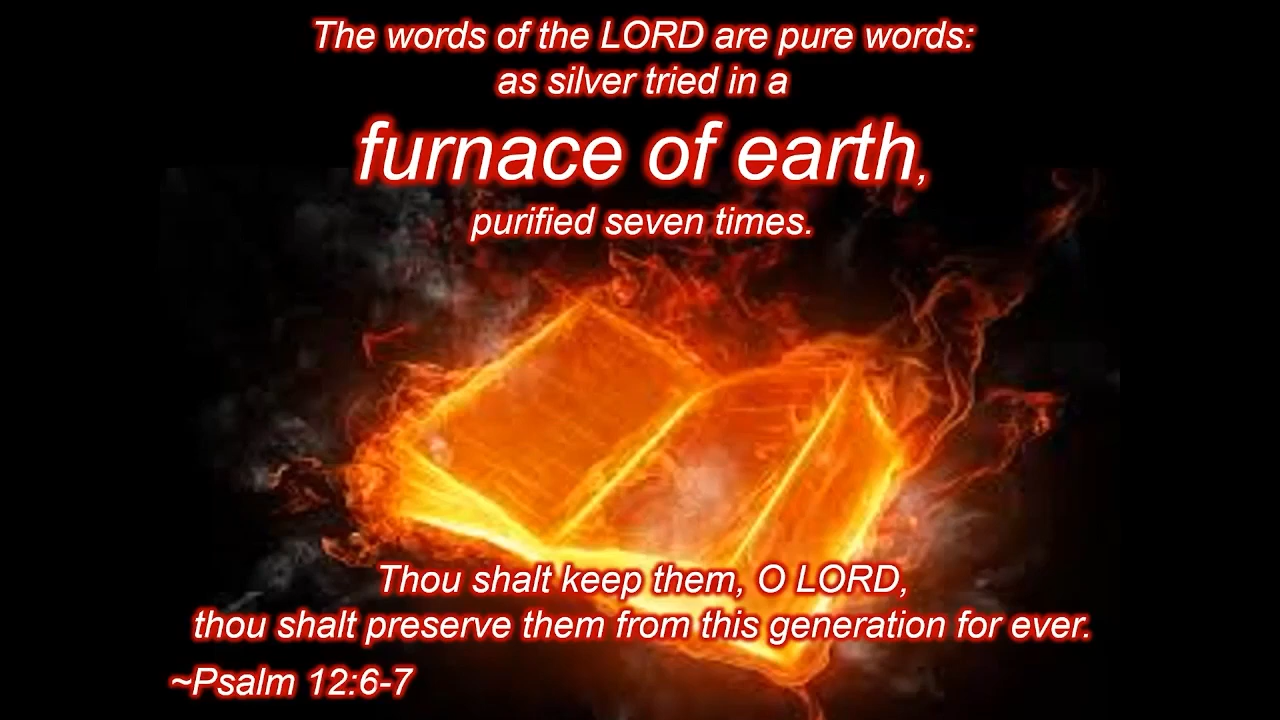 The words of the LORD are pure words:
as silver tried in a
furnace of earth,
purified seven times.
Thou shalt keep them, O LORD,
thou shalt preserve them from this generation for ever.
~Psalm 12:6-7